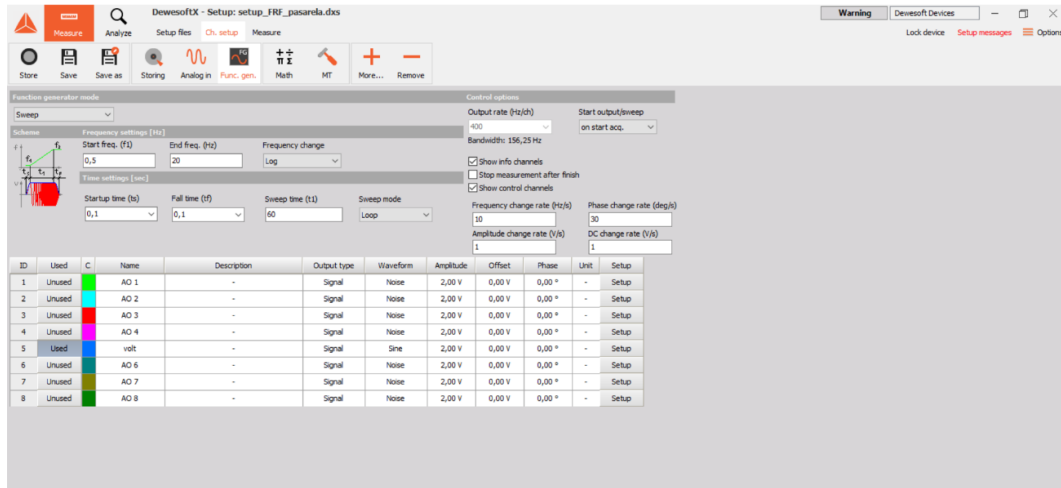 DewesoftX - Setup: setup_FRF_pasarela.dxs
Warning
Dewesoft Devices
Measure
Analyze
Setup files
Ch. setup
Measure
Lock device
Setup messages
Options
Store
Save
Save as
Storing
Analog in
FG
Func. gen.
Math
MT
More...
Remove
Function generator mode
Control options
Sweep
Output rate (Hz/ch)
Start output/sweep
400
on start acq.
Bandwidth: 156,25 Hz
Scheme
Frequency settings [Hz]
Start freq. (f1)
End freq. (Hz)
Frequency change
0,5
20
Log
Show info channels
Stop measurement after finish
Show control channels
Time settings [sec]
Startup time (ts)
Fall time (tf)
Sweep time (t1)
Sweep mode
0,1
0,1
60
Loop
Frequency change rate (Hz/s)
Phase change rate (deg/s)
10
30
Amplitude change rate (V/s)
DC change rate (V/s)
1
1
ID Used C Name Description Output type Waveform Amplitude Offset Phase Unit Setup
1 Unused AO 1 - Signal Noise 2,00 V 0,00 V 0,00 ° - Setup
2 Unused AO 2 - Signal Noise 2,00 V 0,00 V 0,00 ° - Setup
3 Unused AO 3 - Signal Noise 2,00 V 0,00 V 0,00 ° - Setup
4 Unused AO 4 - Signal Noise 2,00 V 0,00 V 0,00 ° - Setup
5 Used volt - Signal Sine 2,00 V 0,00 V 0,00 ° - Setup
6 Unused AO 6 - Signal Noise 2,00 V 0,00 V 0,00 ° - Setup
7 Unused AO 7 - Signal Noise 2,00 V 0,00 V 0,00 ° - Setup
8 Unused AO 8 - Signal Noise 2,00 V 0,00 V 0,00 ° - Setup